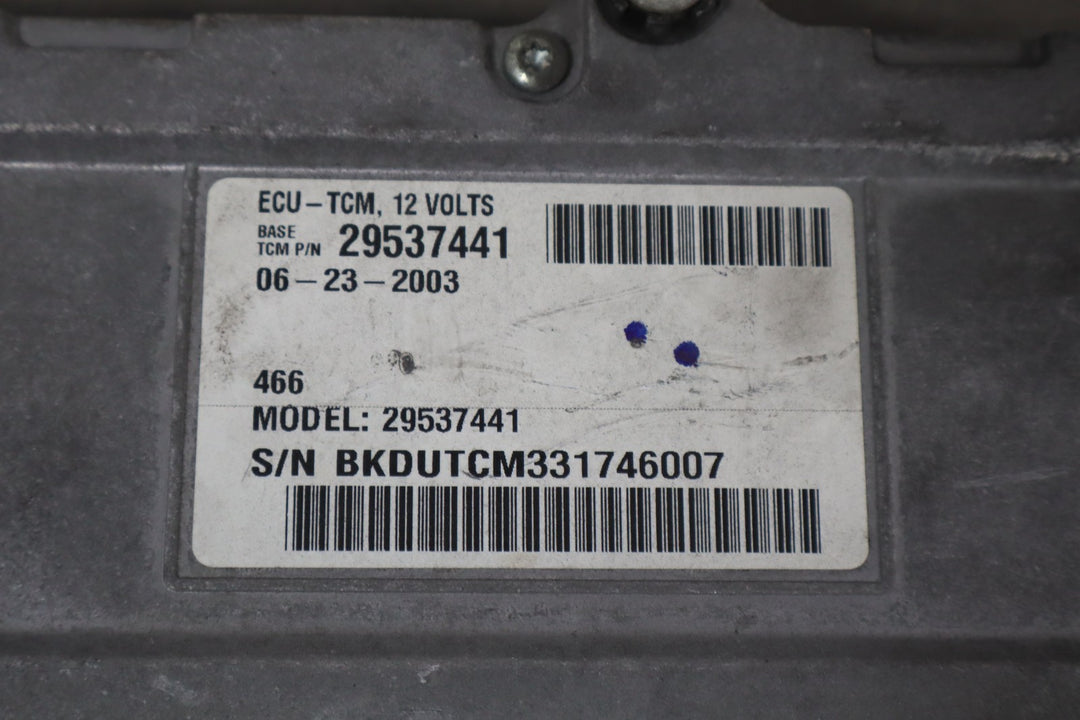 ECU – TCM, 12 VOLTS
BASE
TCM P/N 29537441
06 – 23 – 2003
466
MODEL: 29537441
S/N BKDUTCM331746007